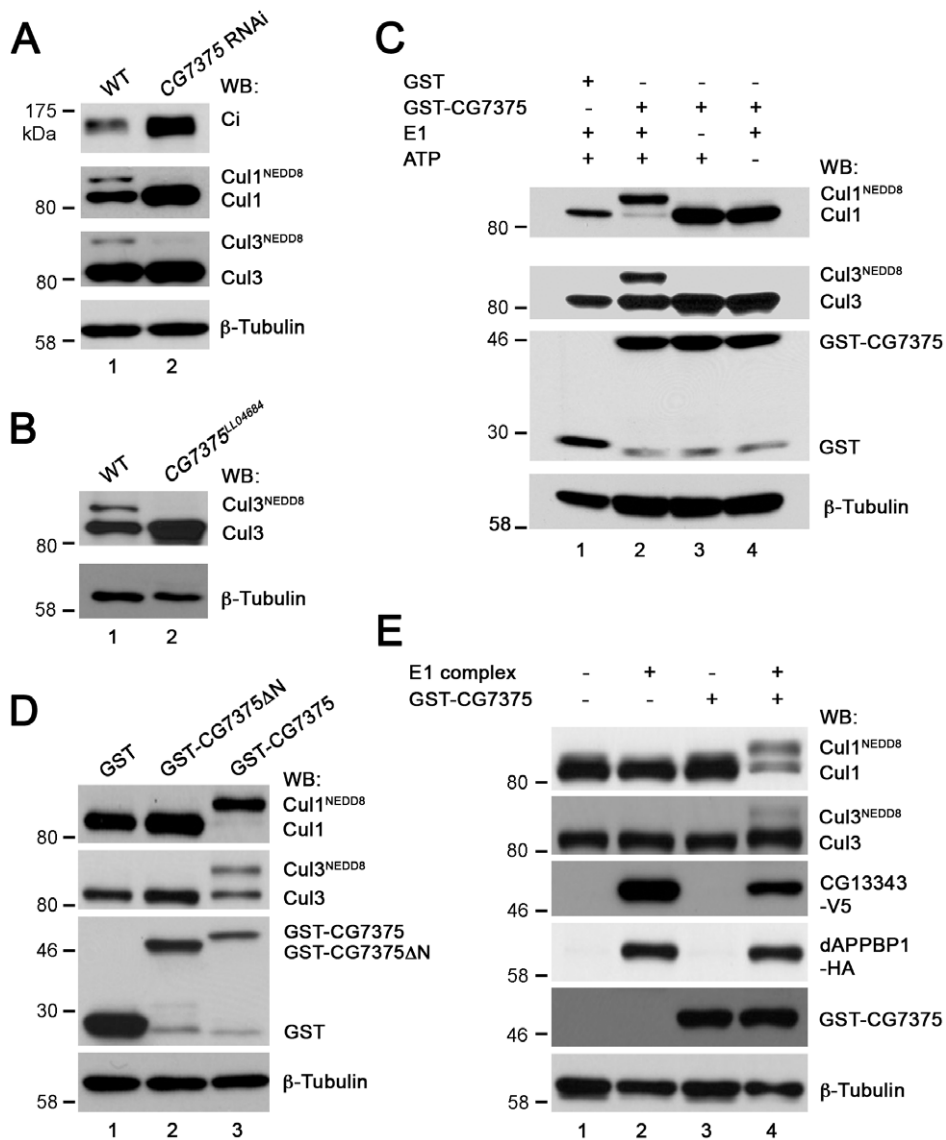 A
WT
CG7375 RNAi
WB:
175
kDa
Ci
Cul1NEDD8
Cul1
80
Cul3NEDD8
Cul3
80
β-Tubulin
58
1 2
B
WT
CG7375LL04684
WB:
Cul3NEDD8
Cul3
80
β-Tubulin
58
1 2
C
GST + - - -
GST-CG7375 - + + +
E1 + + - +
ATP + + + -
WB:
Cul1NEDD8
Cul1
80
Cul3NEDD8
Cul3
80
46
GST-CG7375
30
GST
β-Tubulin
58
1 2 3 4
D
GST
GST-CG7375ΔN
GST-CG7375
WB:
Cul1NEDD8
Cul1
80
Cul3NEDD8
Cul3
80
GST-CG7375
GST-CG7375ΔN
46
30
GST
β-Tubulin
58
1 2 3
E
E1 complex - + - +
GST-CG7375 - - + +
WB:
Cul1NEDD8
Cul1
80
Cul3NEDD8
Cul3
80
CG13343
-V5
46
dAPPBP1
-HA
58
GST-CG7375
46
β-Tubulin
58
1 2 3 4